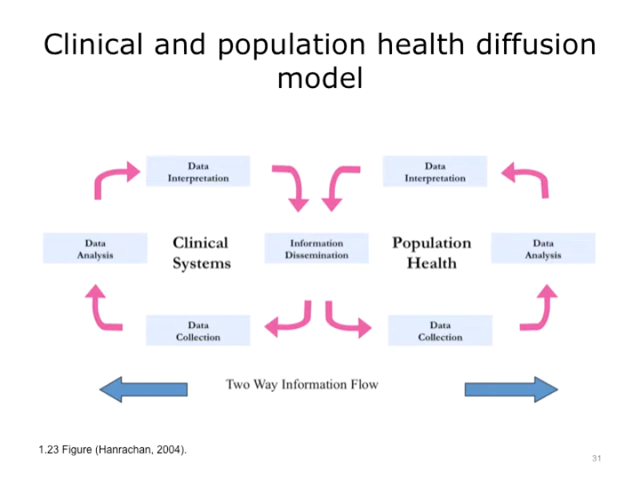 Clinical and population health diffusion
model
Data
Interpretation
Data
Interpretation
Data
Analysis
Clinical
Systems
Information
Dissemination
Population
Health
Data
Analysis
Data
Collection
Data
Collection
Two Way Information Flow
1.23 Figure (Hanrachan, 2004).
31